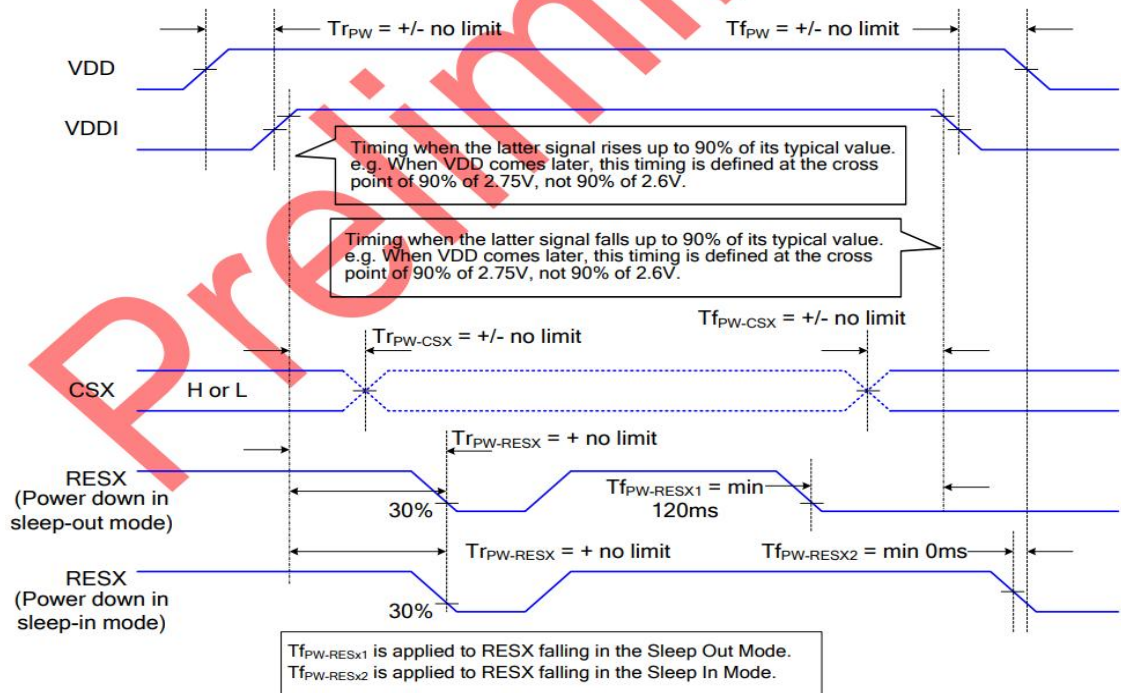 TrPW = +/- no limit
TfPW = +/- no limit
VDD
VDDI
Timing when the latter signal rises up to 90% of its typical value.
e.g. When VDD comes later, this timing is defined at the cross
point of 90% of 2.75V, not 90% of 2.6V.
Timing when the latter signal falls up to 90% of its typical value.
e.g. When VDD comes later, this timing is defined at the cross
point of 90% of 2.75V, not 90% of 2.6V.
TrPW-CSX = +/- no limit
TfPW-CSX = +/- no limit
CSX
H or L
TrPW-RESX = + no limit
RESX
(Power down in
sleep-out mode)
30%
TfPW-RESX1 = min
120ms
TrPW-RESX = + no limit
TfPW-RESX2 = min 0ms
RESX
(Power down in
sleep-in mode)
30%
TfPW-RESx1 is applied to RESX falling in the Sleep Out Mode.
TfPW-RESx2 is applied to RESX falling in the Sleep In Mode.
Prelim